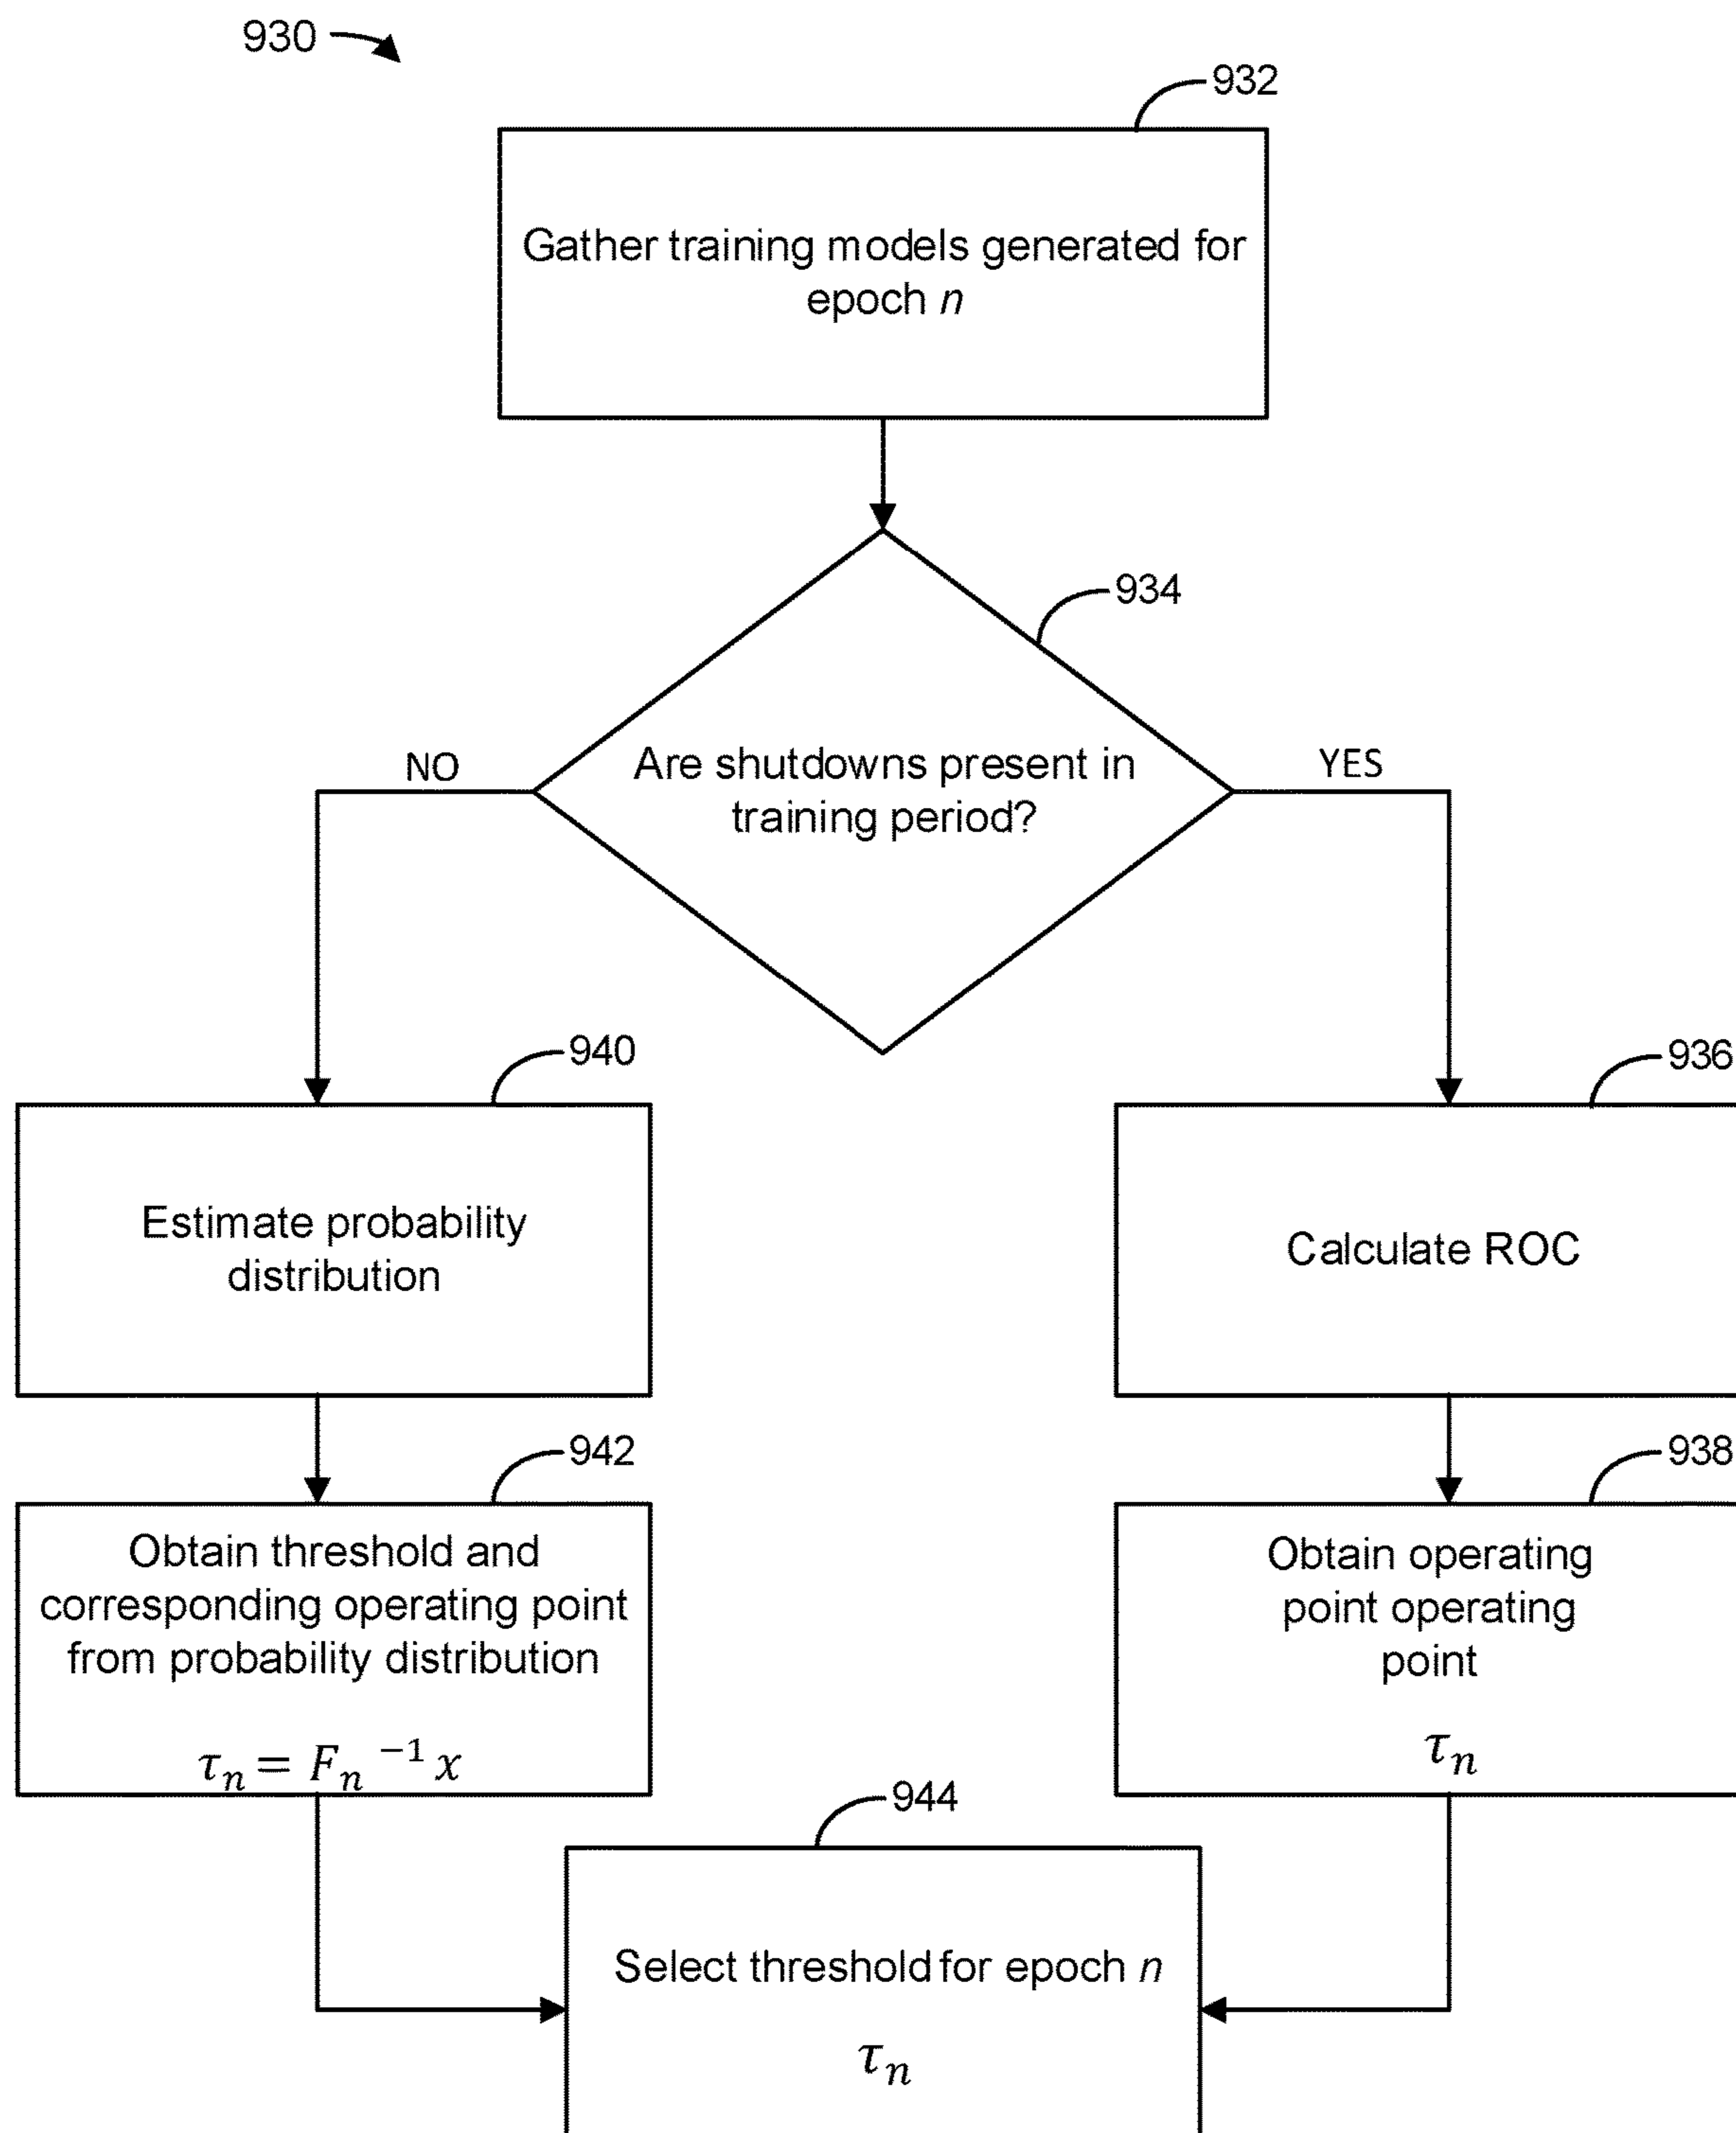 930
932
Gather training models generated for
epoch n
934
NO
Are shutdowns present in
training period?
YES
940
936
Estimate probability
distribution
Calculate ROC
942
938
Obtain threshold and
corresponding operating point
from probability distribution
τₙ = Fₙ ⁻¹ x
Obtain operating
point operating
point
τₙ
944
Select threshold for epoch n
τₙ